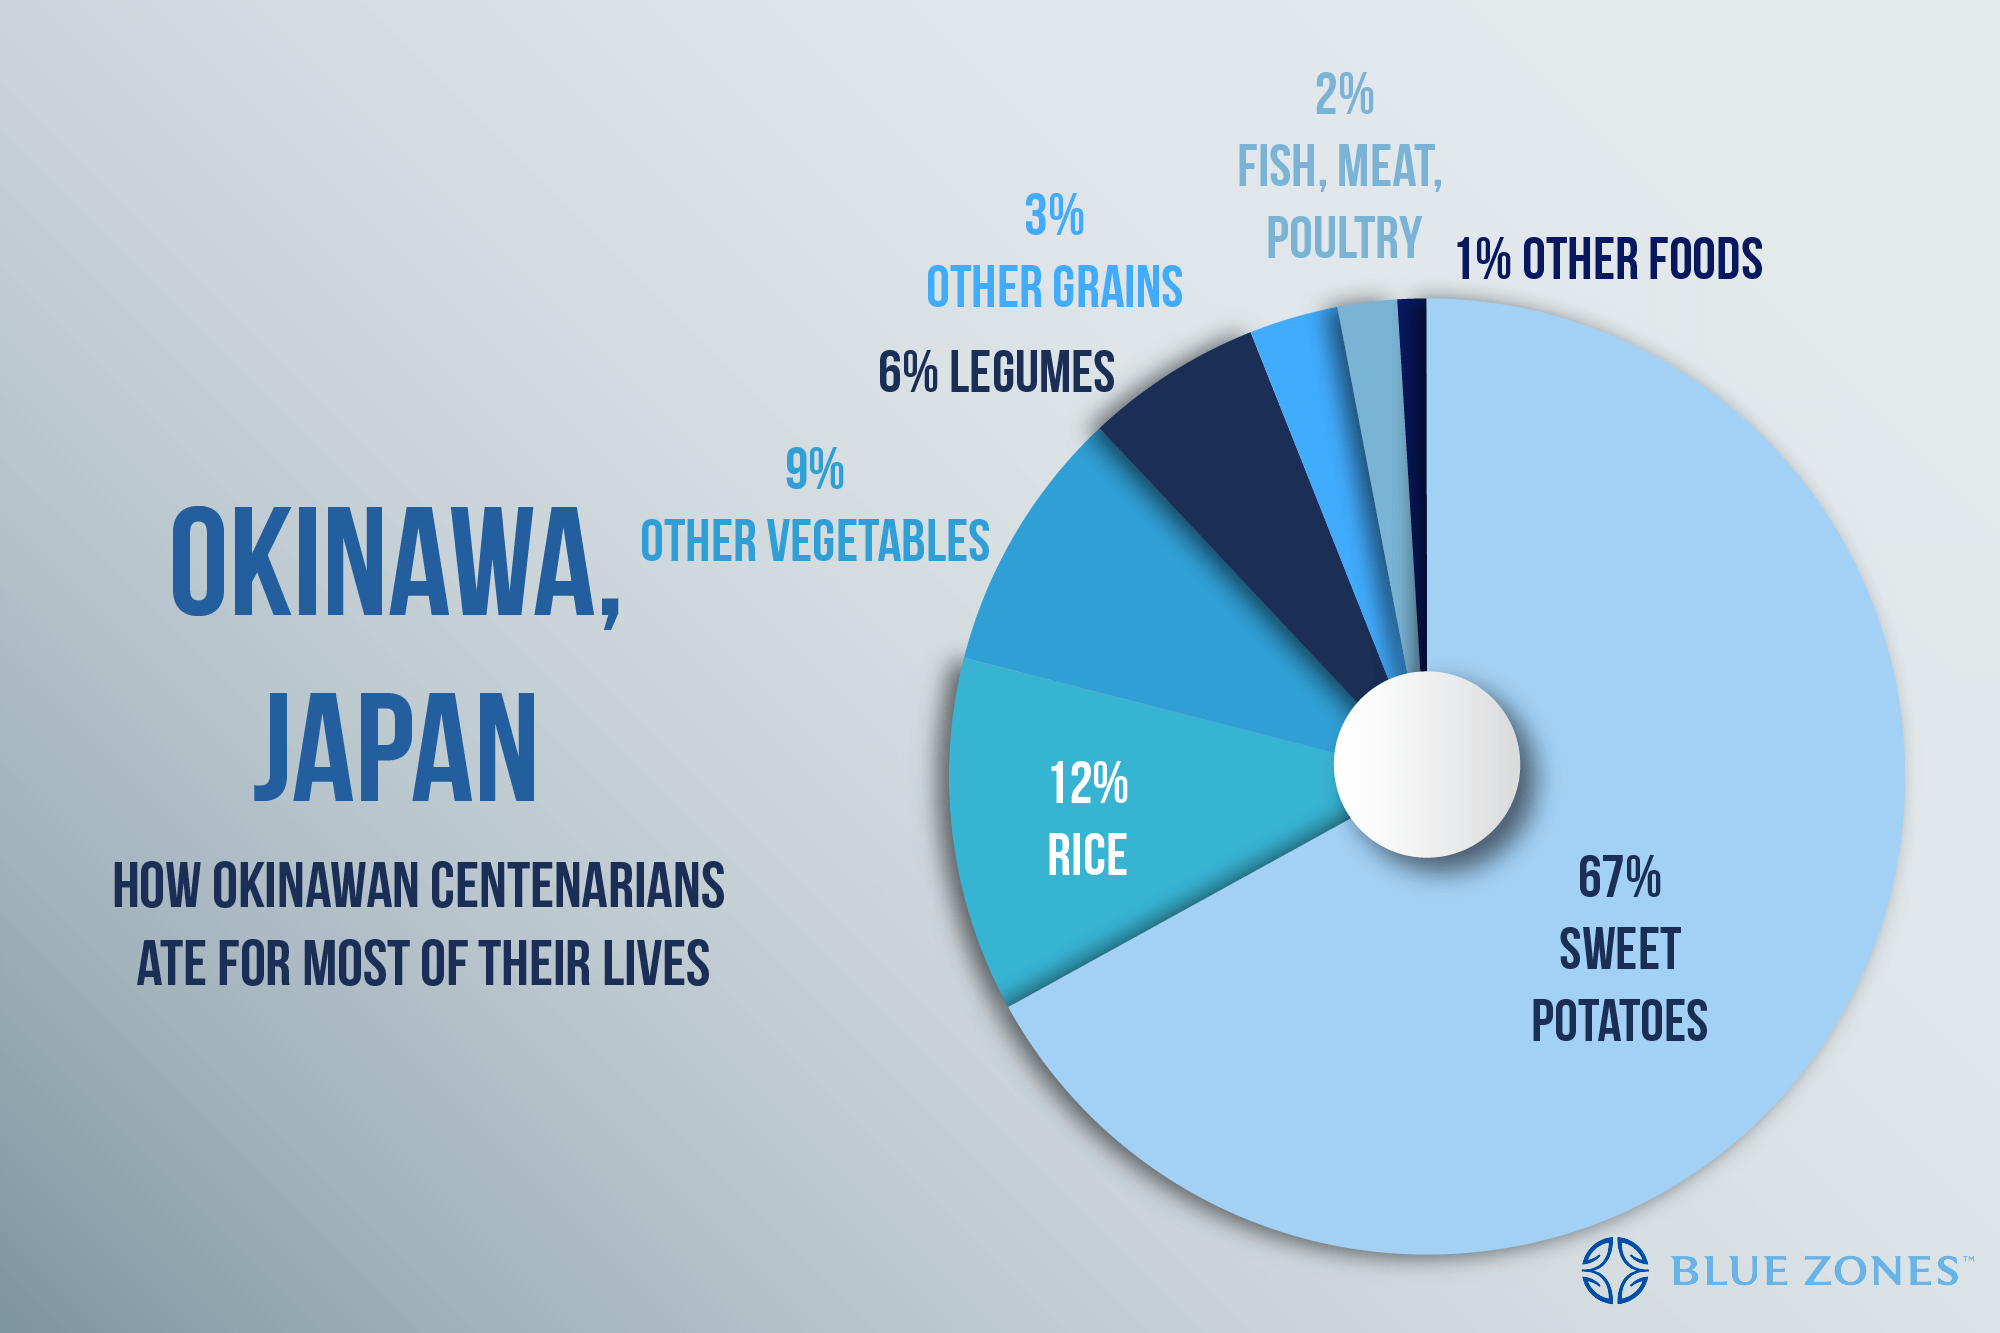 OKINAWA,
JAPAN
HOW OKINAWAN CENTENARIANS
ATE FOR MOST OF THEIR LIVES
2%
FISH, MEAT,
POULTRY
1% OTHER FOODS
3%
OTHER GRAINS
6% LEGUMES
9%
OTHER VEGETABLES
12%
RICE
67%
SWEET
POTATOES
BLUE ZONES™